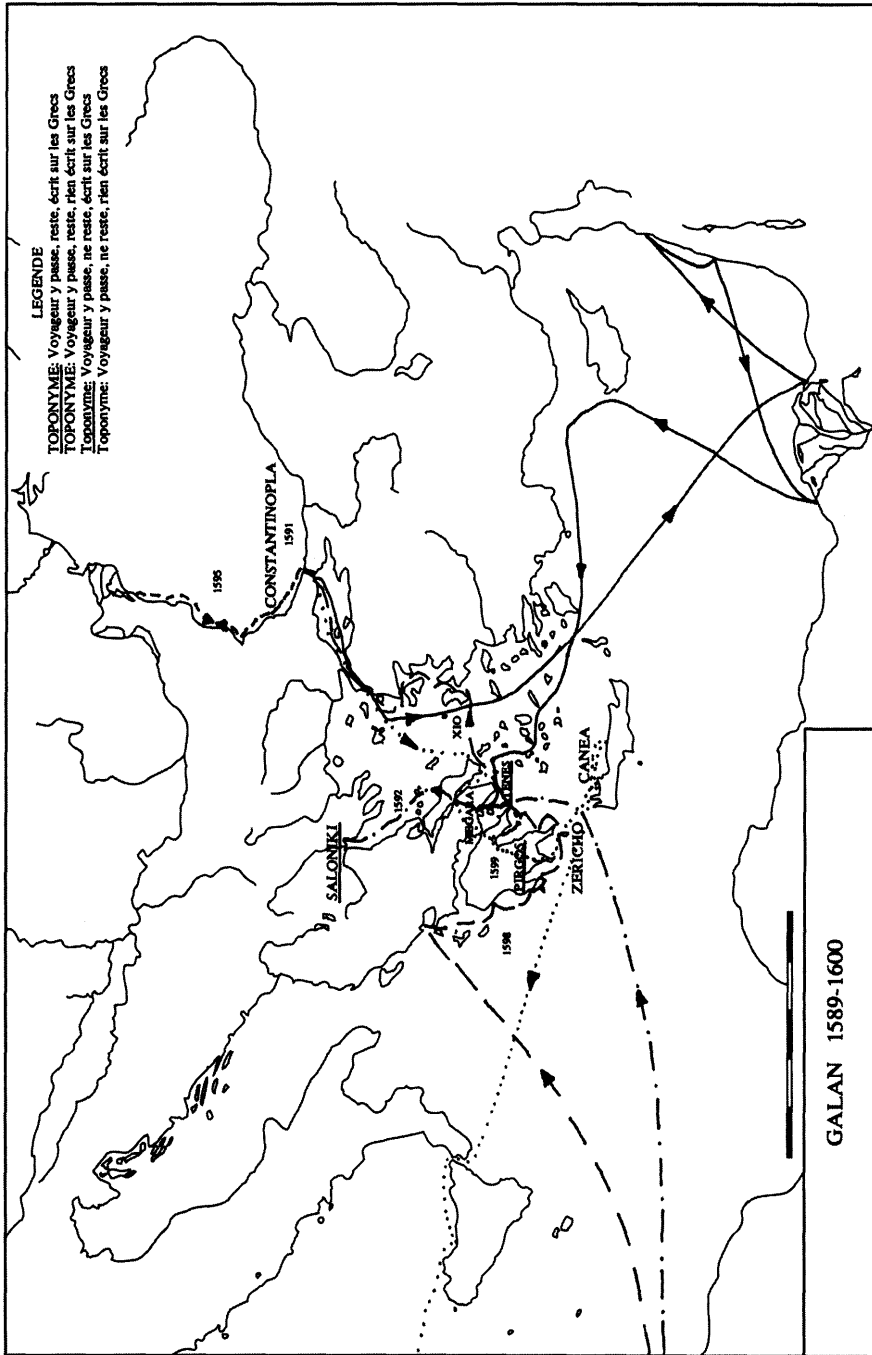 LEGENDE
TOPONYME: Voyageur y passe, reste, écrit sur les Grecs
TOPONYME: Voyageur y passe, reste, rien écrit sur les Grecs
Toponyme: Voyageur y passe, ne reste, écrit sur les Grecs
Toponyme: Voyageur y passe, ne reste, rien écrit sur les Grecs
1595
CONSTANTINOPLA
1591
SALONIKI
1592
XIO
1599
PIRGOS
CANEA
ZERICHO
1598
GALAN 1589-1600